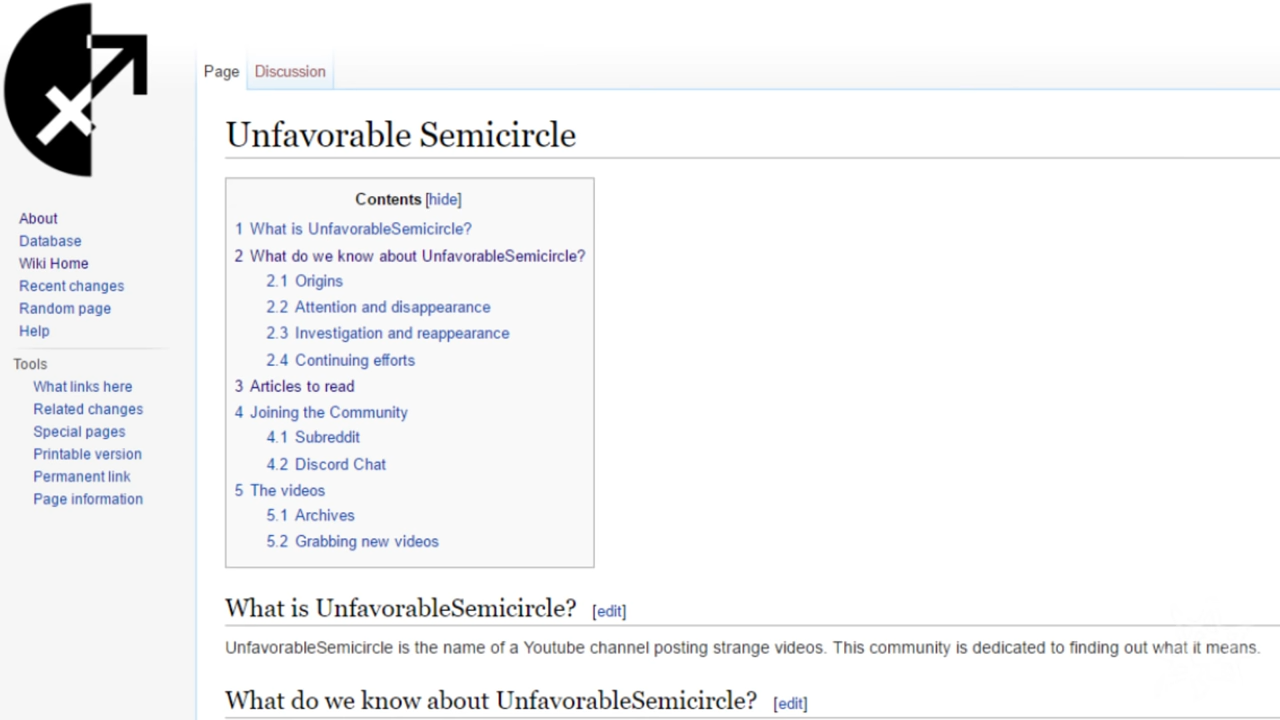 Page
Discussion
Unfavorable Semicircle
Contents [hide]
1 What is UnfavorableSemicircle?
2 What do we know about UnfavorableSemicircle?
2.1 Origins
2.2 Attention and disappearance
2.3 Investigation and reappearance
2.4 Continuing efforts
3 Articles to read
4 Joining the Community
4.1 Subreddit
4.2 Discord Chat
5 The videos
5.1 Archives
5.2 Grabbing new videos
About
Database
Wiki Home
Recent changes
Random page
Help
Tools
What links here
Related changes
Special pages
Printable version
Permanent link
Page information
What is UnfavorableSemicircle? [edit]
UnfavorableSemicircle is the name of a Youtube channel posting strange videos. This community is dedicated to finding out what it means.
What do we know about UnfavorableSemicircle? [edit]